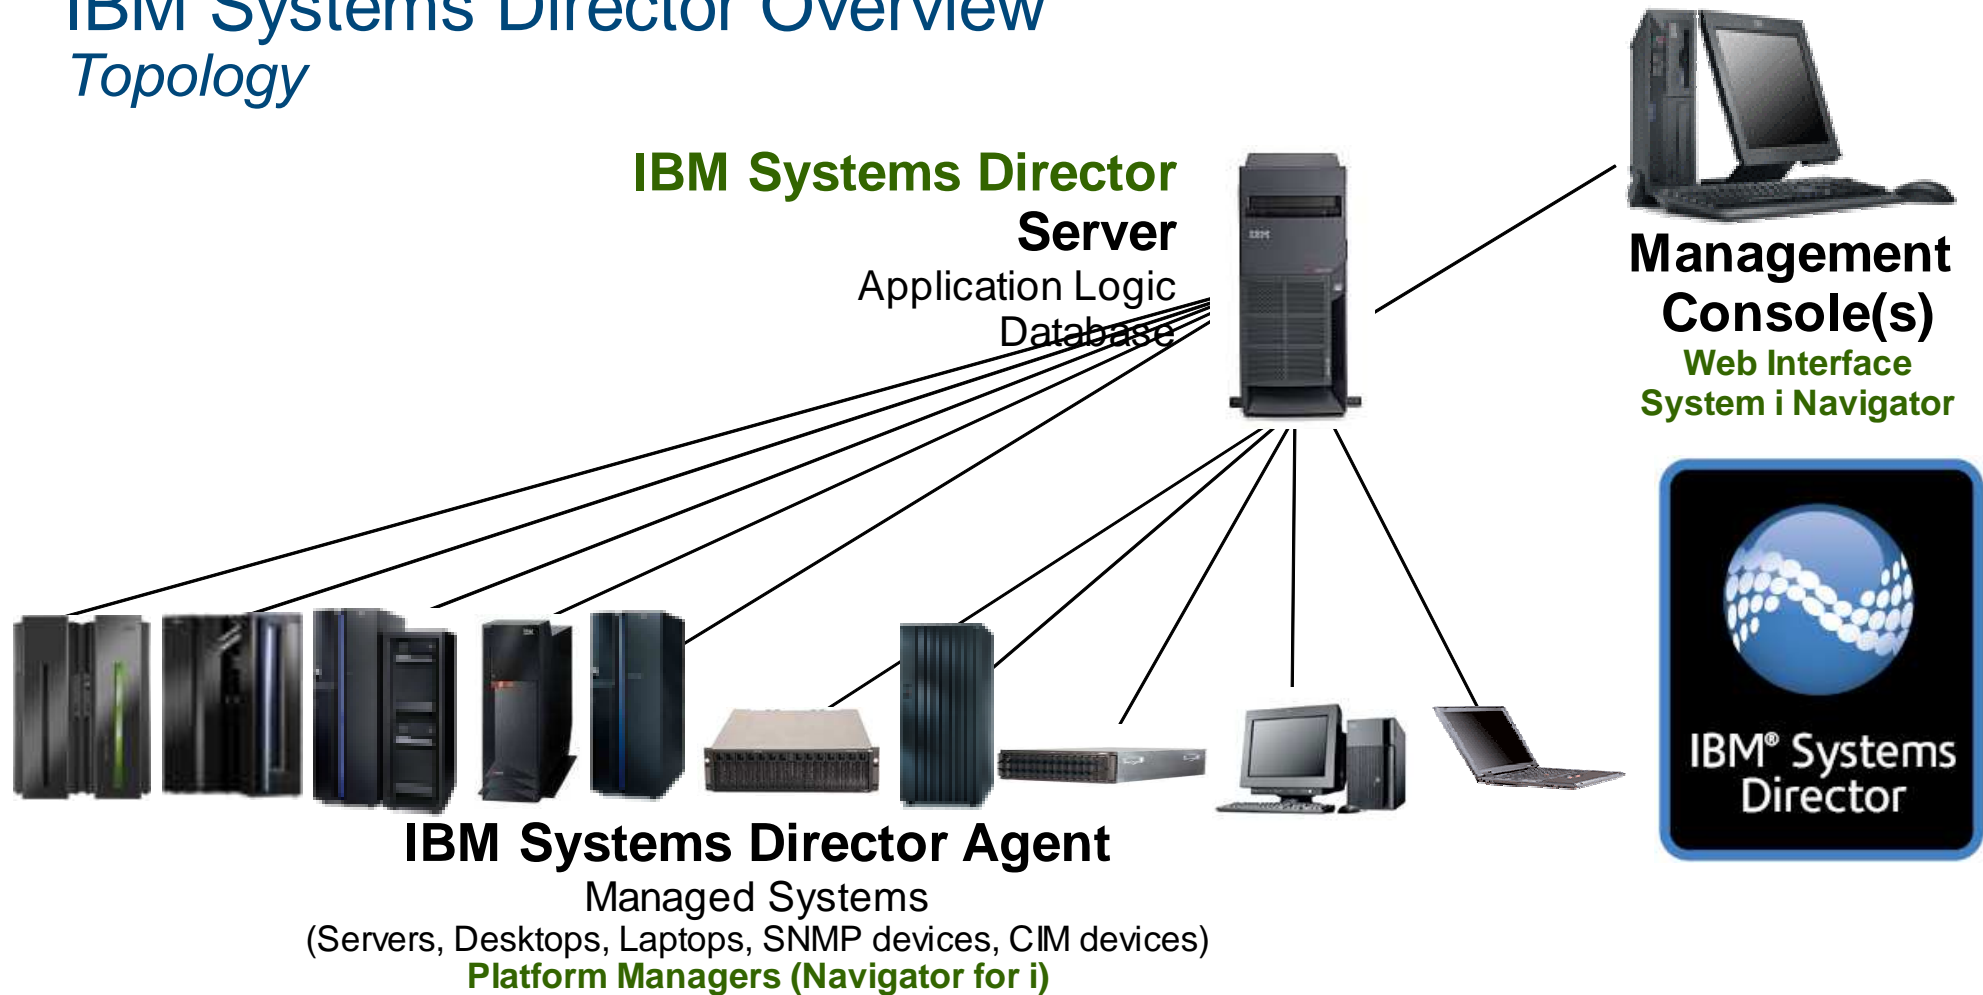 IBM Systems Director Overview
Topology
IBM Systems Director
Server
Application Logic
Database
Management
Console(s)
Web Interface
System i Navigator
IBM
IBM® Systems
Director
IBM Systems Director Agent
Managed Systems
(Servers, Desktops, Laptops, SNMP devices, CIM devices)
Platform Managers (Navigator for i)